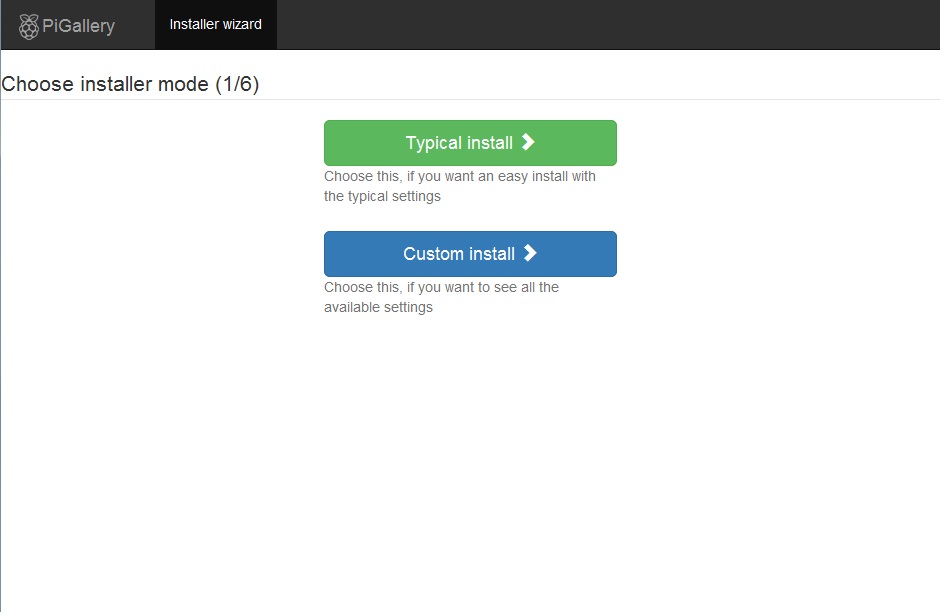 PiGallery
Installer wizard
Choose installer mode (1/6)
Typical install
Choose this, if you want an easy install with
the typical settings
Custom install
Choose this, if you want to see all the
available settings